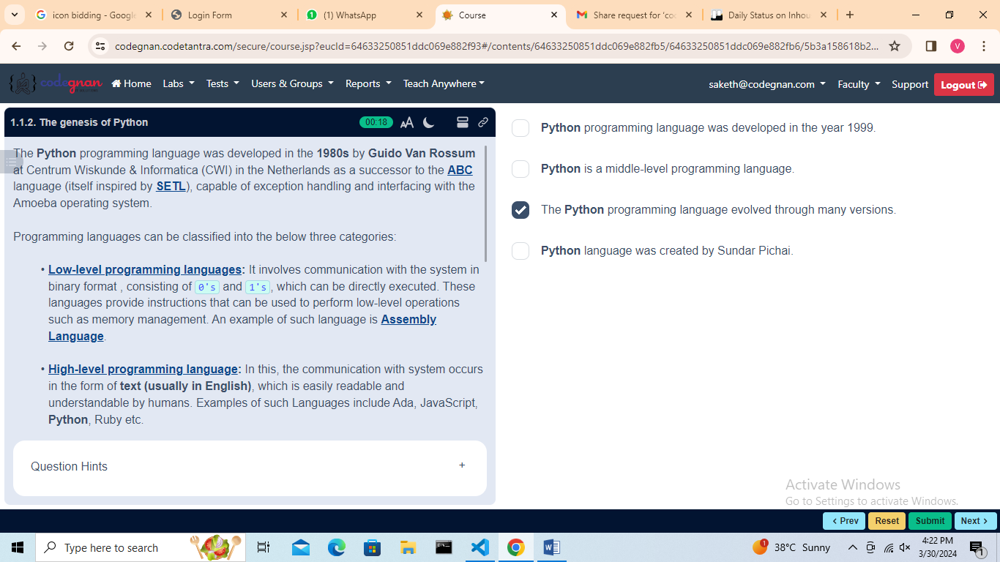 icon bidding - Google
Login Form
(1) WhatsApp
Course
Share request for 'co
Daily Status on Inhou
codegnan.codetantra.com/secure/course.jsp?eucId=64633250851ddc069e882f93#/contents/64633250851ddc069e882fb5/64633250851ddc069e882fb6/5b3a158618b2...
V
codegnan
Home
Labs
Tests
Users & Groups
Reports
Teach Anywhere
saketh@codegnan.com
Faculty
Support
Logout
1.1.2. The genesis of Python
00:18
AA
The Python programming language was developed in the 1980s by Guido Van Rossum
at Centrum Wiskunde & Informatica (CWI) in the Netherlands as a successor to the ABC
language (itself inspired by SETL), capable of exception handling and interfacing with the
Amoeba operating system.
Programming languages can be classified into the below three categories:
• Low-level programming languages: It involves communication with the system in
binary format , consisting of 0's and 1's, which can be directly executed. These
languages provide instructions that can be used to perform low-level operations
such as memory management. An example of such language is Assembly
Language.
• High-level programming language: In this, the communication with system occurs
in the form of text (usually in English), which is easily readable and
understandable by humans. Examples of such Languages include Ada, JavaScript,
Python, Ruby etc.
Question Hints
+
Python programming language was developed in the year 1999.
Python is a middle-level programming language.
The Python programming language evolved through many versions.
Python language was created by Sundar Pichai.
Activate Windows
Go to Settings to activate Windows.
< Prev
Reset
Submit
Next >
Type here to search
1
38°C Sunny
4:22 PM
3/30/2024
1